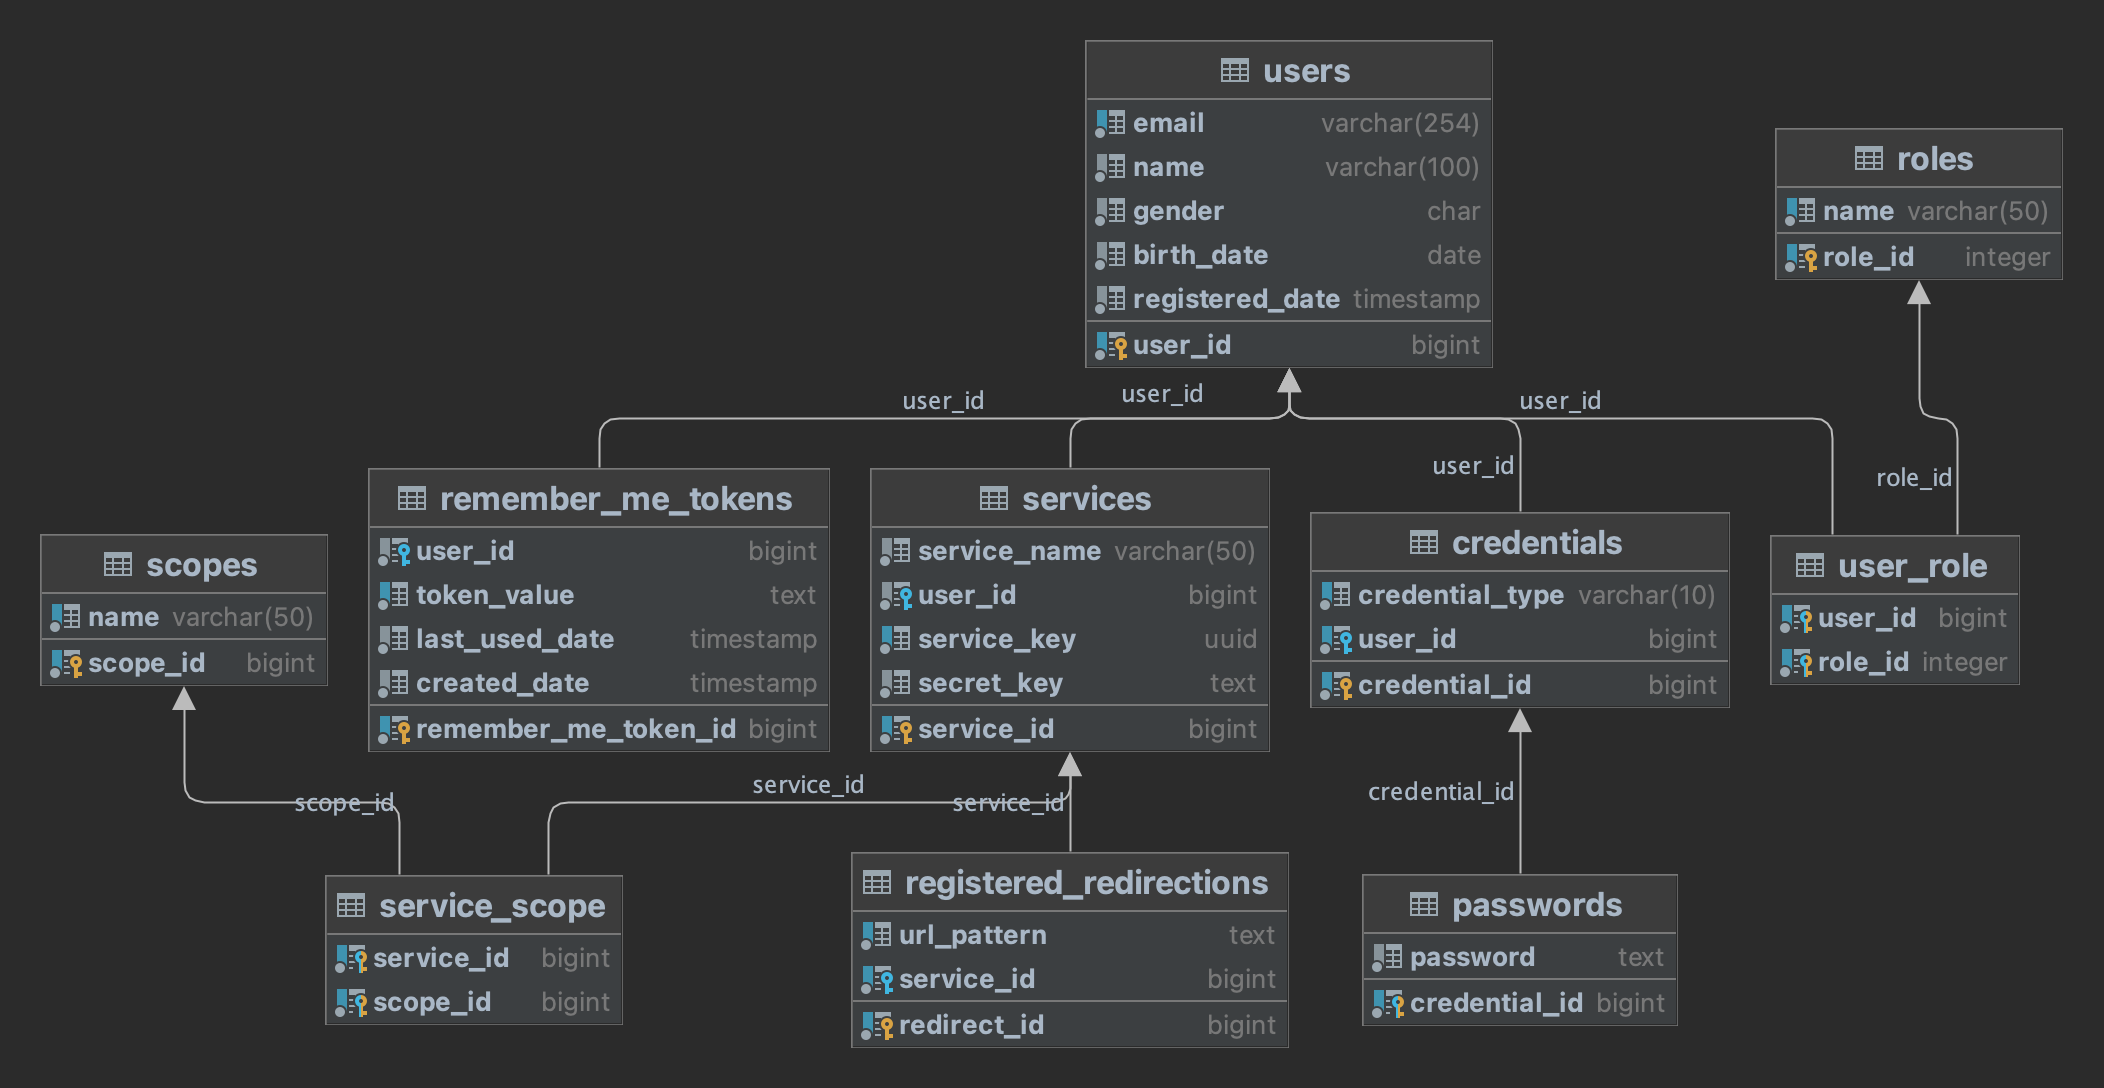 users
email varchar(254)
name varchar(100)
gender char
birth_date date
registered_date timestamp
user_id bigint
roles
name varchar(50)
role_id integer
user_id
user_id
user_id
user_id
role_id
scopes
name varchar(50)
scope_id bigint
remember_me_tokens
user_id bigint
token_value text
last_used_date timestamp
created_date timestamp
remember_me_token_id bigint
services
service_name varchar(50)
user_id bigint
service_key uuid
secret_key text
service_id bigint
credentials
credential_type varchar(10)
user_id bigint
credential_id bigint
user_role
user_id bigint
role_id integer
scope_id
service_id
service_id
credential_id
service_scope
service_id bigint
scope_id bigint
registered_redirections
url_pattern text
service_id bigint
redirect_id bigint
passwords
password text
credential_id bigint